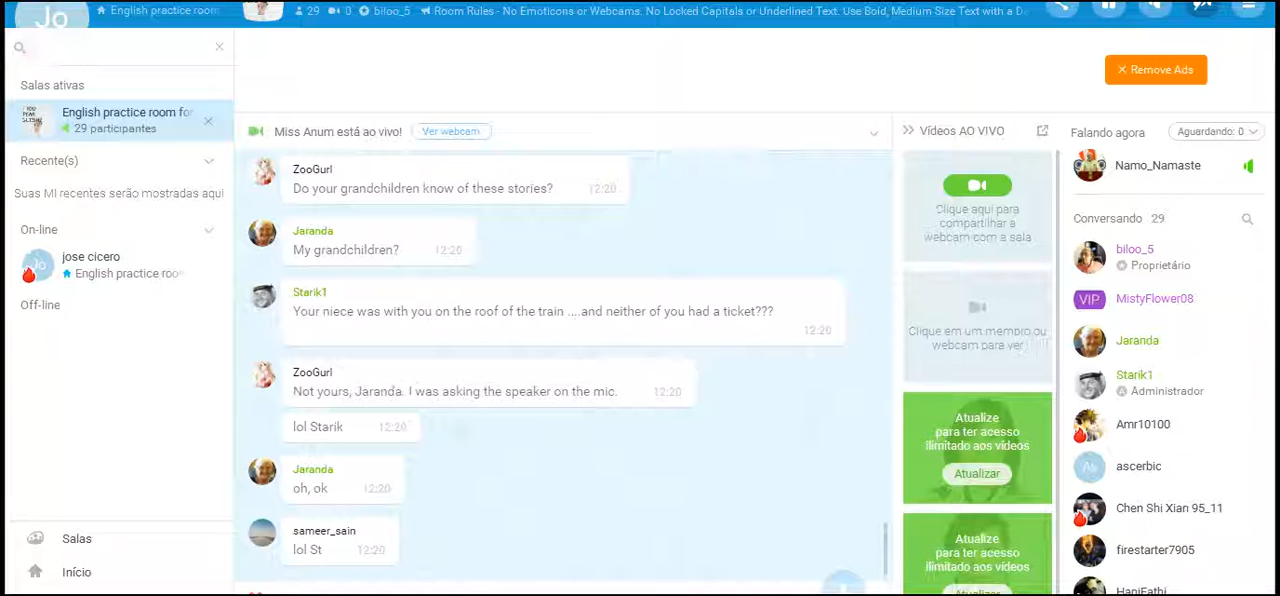 Jo
English practice room
29
0
biloo_5
Room Rules - No Emoticons or Webcams. No Locked Capitals or Underlined Text. Use Bold, Medium Size Text with a D
Remove Ads
Salas ativas
English practice room for
29 participantes
Recente(s)
Suas MI recentes serão mostradas aqui
On-line
Jo
jose cicero
English practice room
Off-line
Salas
Início
Miss Anum está ao vivo!
Ver webcam
ZooGurl
Do your grandchildren know of these stories? 12:20
Jaranda
My grandchildren? 12:20
Starik1
Your niece was with you on the roof of the train ....and neither of you had a ticket???
12:20
ZooGurl
Not yours, Jaranda. I was asking the speaker on the mic. 12:20
lol Starik 12:20
Jaranda
oh, ok 12:20
sameer_sain
lol St 12:20
Vídeos AO VIVO
Clique aqui para
compartilhar a
webcam com a sala
Clique em um membro ou
webcam para ver
Atualize
para ter acesso
ilimitado aos vídeos
Atualizar
Atualize
para ter acesso
ilimitado aos vídeos
Atualizar
Falando agora
Aguardando: 0
Namo_Namaste
Conversando 29
biloo_5
Proprietário
VIP
MistyFlower08
Jaranda
Starik1
Administrador
Amr10100
As
ascerbic
Chen Shi Xian 95_11
firestarter7905
HaniFathi